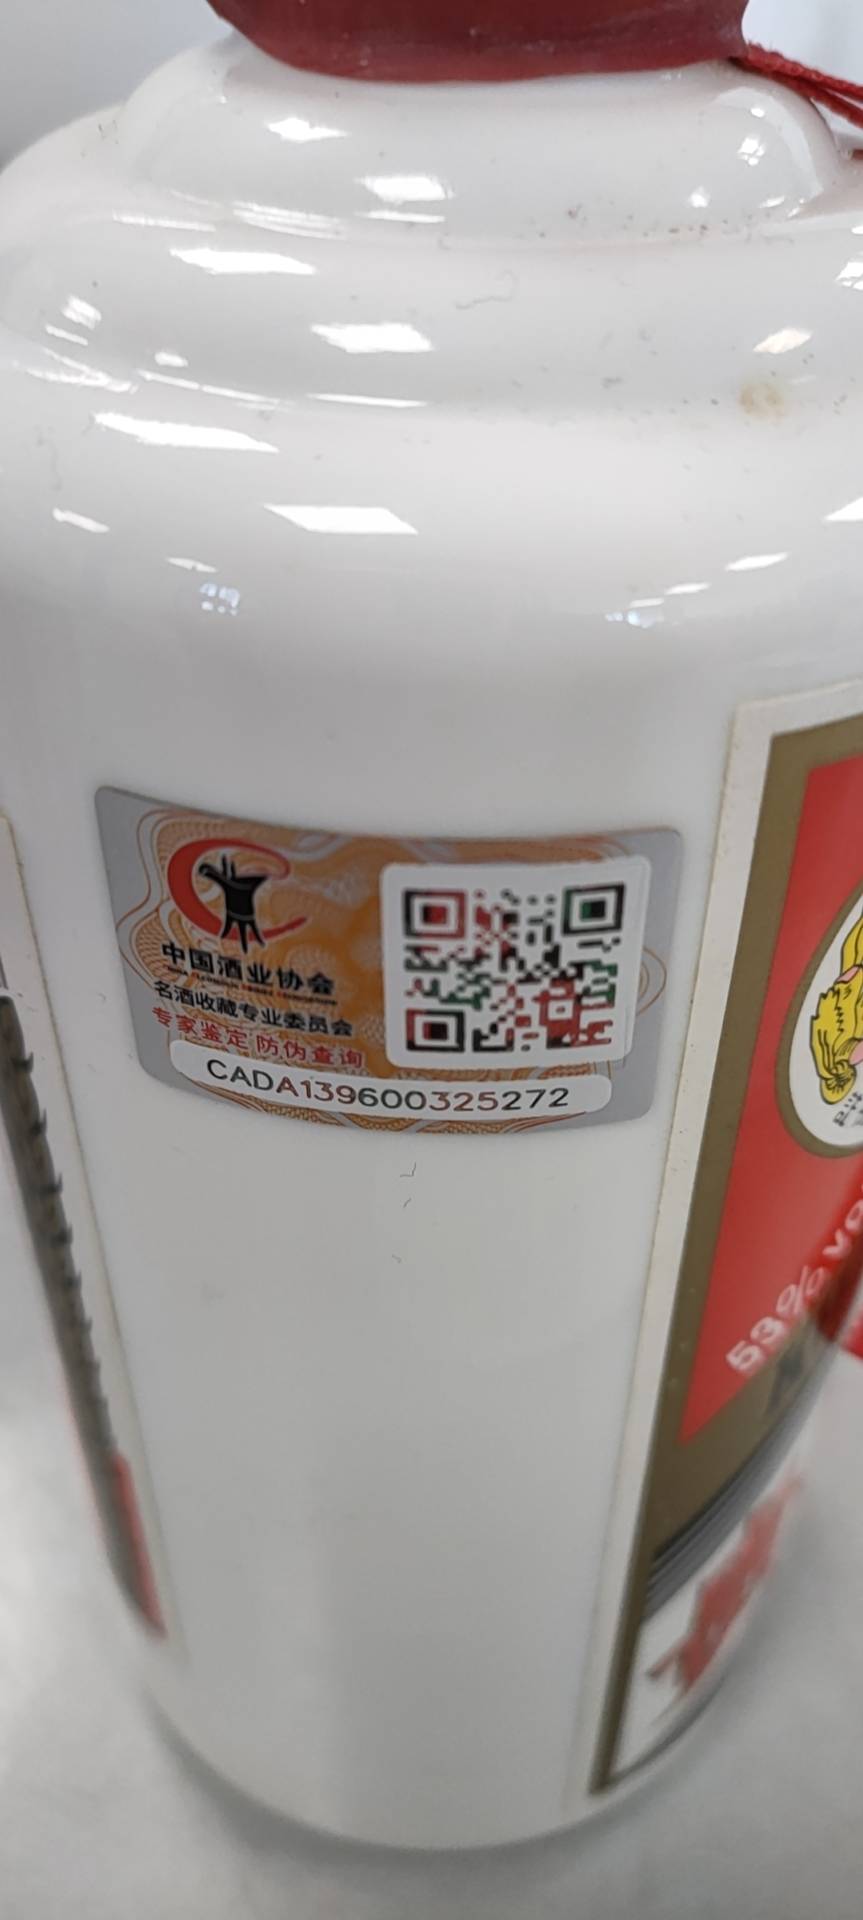 中国酒业协会
名酒收藏专业委员会
专家鉴定 防伪查询
CADA139600325272
53%